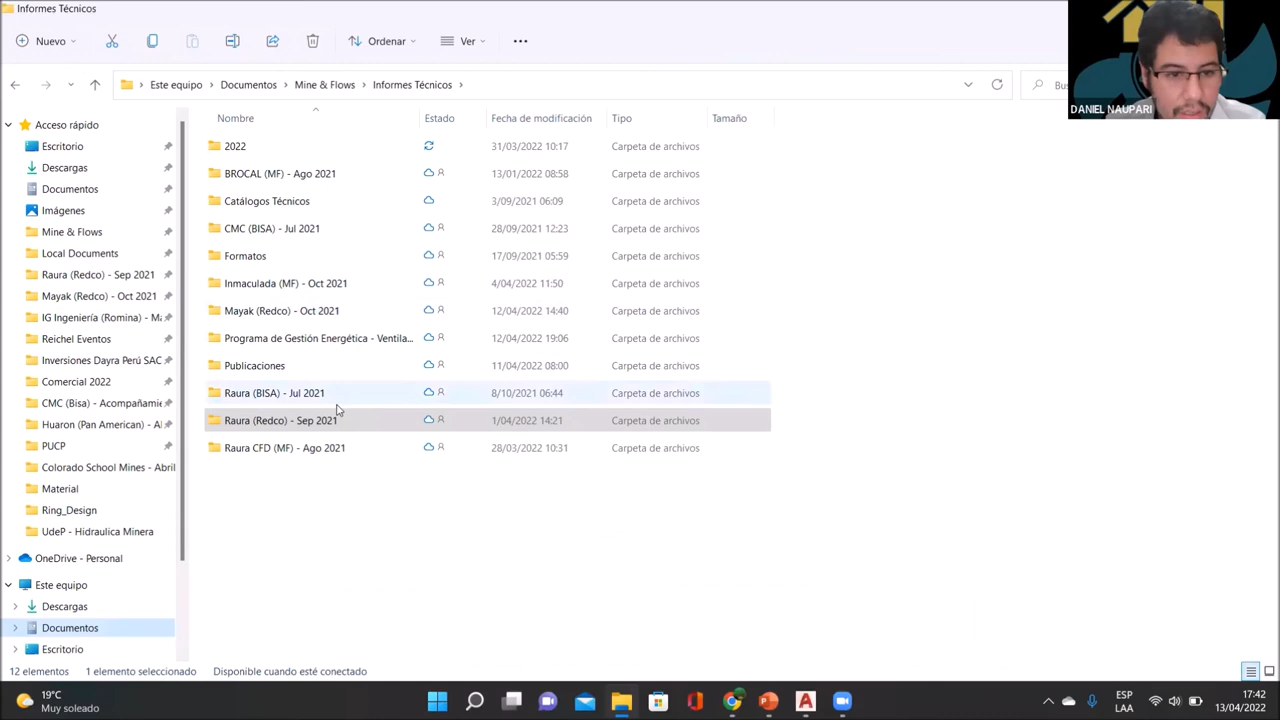 Informes Técnicos
Nuevo
Ordenar
Ver
Este equipo
Documentos
Mine & Flows
Informes Técnicos
DANIEL NAUPARI
Nombre Estado Fecha de modificación Tipo Tamaño
Acceso rápido
Escritorio
Descargas
Documentos
Imágenes
Mine & Flows
Local Documents
Raura (Redco) - Sep 2021
Mayak (Redco) - Oct 2021
IG Ingeniería (Romina) - Ma
Reichel Eventos
Inversiones Dayra Perú SAC
Comercial 2022
CMC (Bisa) - Acompañamie
Huaron (Pan American) - Al
PUCP
Colorado School Mines - Abril
Material
Ring_Design
UdeP - Hidraulica Minera
OneDrive - Personal
Este equipo
Descargas
Documentos
Escritorio
2022 31/03/2022 10:17 Carpeta de archivos
BROCAL (MF) - Ago 2021 13/01/2022 08:58 Carpeta de archivos
Catálogos Técnicos 3/09/2021 06:09 Carpeta de archivos
CMC (BISA) - Jul 2021 28/09/2021 12:23 Carpeta de archivos
Formatos 17/09/2021 05:59 Carpeta de archivos
Inmaculada (MF) - Oct 2021 4/04/2022 11:50 Carpeta de archivos
Mayak (Redco) - Oct 2021 12/04/2022 14:40 Carpeta de archivos
Programa de Gestión Energética - Ventila... 12/04/2022 19:06 Carpeta de archivos
Publicaciones 11/04/2022 08:00 Carpeta de archivos
Raura (BISA) - Jul 2021 8/10/2021 06:44 Carpeta de archivos
Raura (Redco) - Sep 2021 1/04/2022 14:21 Carpeta de archivos
Raura CFD (MF) - Ago 2021 28/03/2022 10:31 Carpeta de archivos
12 elementos 1 elemento seleccionado Disponible cuando esté conectado
19°C
Muy soleado
ESP
LAA
17:42
13/04/2022